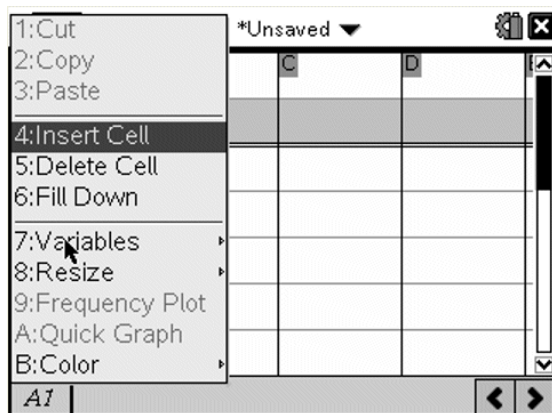 1:Cut
*Unsaved
2:Copy
C D
3:Paste
4:Insert Cell
5:Delete Cell
6:Fill Down
7:Variables
8:Resize
9:Frequency Plot
A:Quick Graph
B:Color
A1